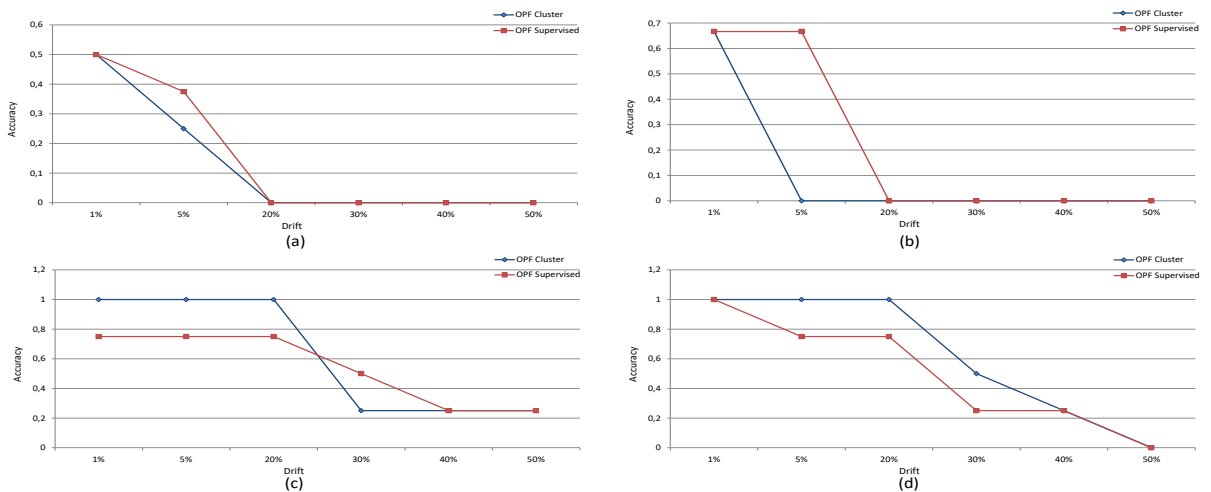 OPF Cluster
OPF Supervised
0,6
0,5
0,4
0,3
0,2
0,1
0
Accuracy
1% 5% 20% 30% 40% 50%
Drift
(a)
OPF Cluster
OPF Supervised
0,7
0,6
0,5
0,4
0,3
0,2
0,1
0
Accuracy
1% 5% 20% 30% 40% 50%
Drift
(b)
OPF Cluster
OPF Supervised
1,2
1
0,8
0,6
0,4
0,2
0
Accuracy
1% 5% 20% 30% 40% 50%
Drift
(c)
OPF Cluster
OPF Supervised
1,2
1
0,8
0,6
0,4
0,2
0
Accuracy
1% 5% 20% 30% 40% 50%
Drift
(d)